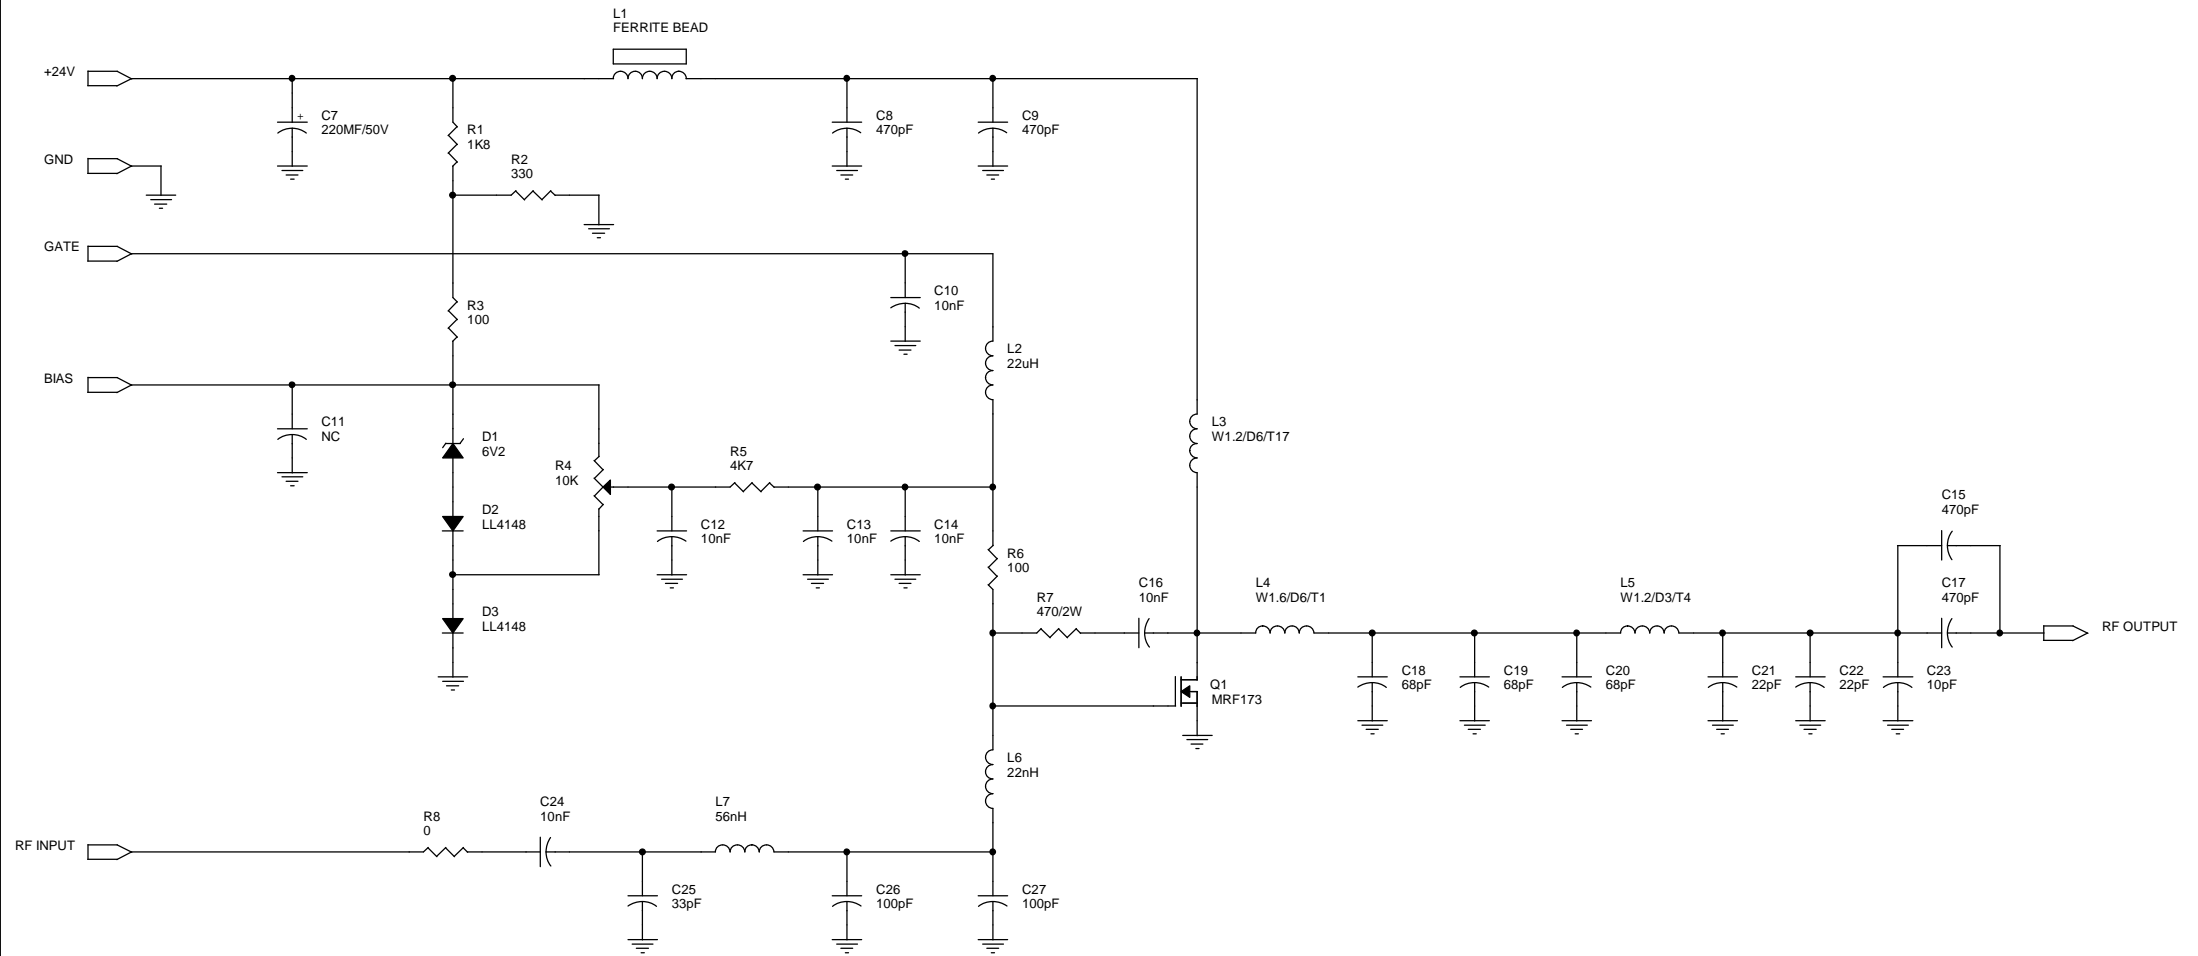 L1
FERRITE BEAD
+24V
C7
220MF/50V
+
R1
1K8
C8
470pF
C9
470pF
GND
R2
330
GATE
R3
100
C10
10nF
L2
22uH
BIAS
C11
NC
D1
6V2
R4
10K
R5
4K7
L3
W1.2/D6/T17
D2
LL4148
C12
10nF
C13
10nF
C14
10nF
C15
470pF
R6
100
D3
LL4148
R7
470/2W
C16
10nF
L4
W1.6/D6/T1
L5
W1.2/D3/T4
C17
470pF
RF OUTPUT
Q1
MRF173
C18
68pF
C19
68pF
C20
68pF
C21
22pF
C22
22pF
C23
10pF
L6
22nH
RF INPUT
R8
0
C24
10nF
L7
56nH
C25
33pF
C26
100pF
C27
100pF